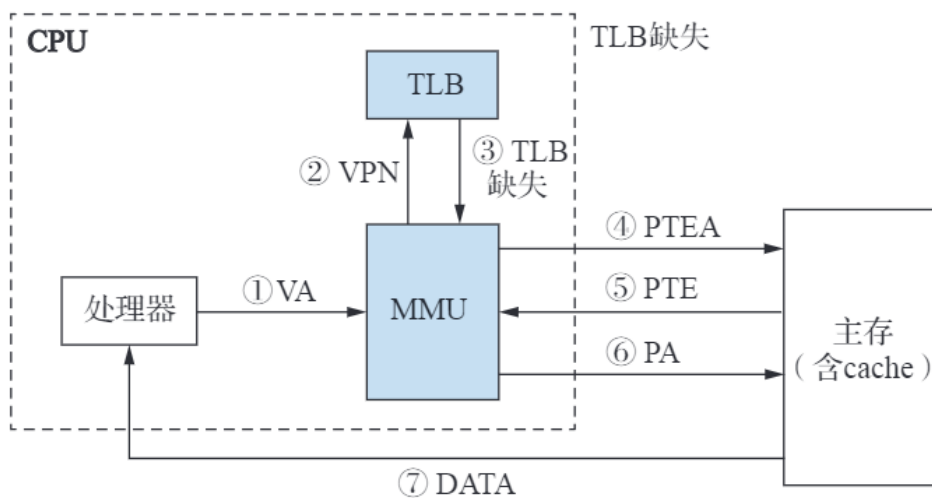 CPU
TLB缺失
TLB
② VPN
③ TLB
缺失
④ PTEA
处理器
① VA
MMU
⑤ PTE
⑥ PA
主存
（含cache）
⑦ DATA